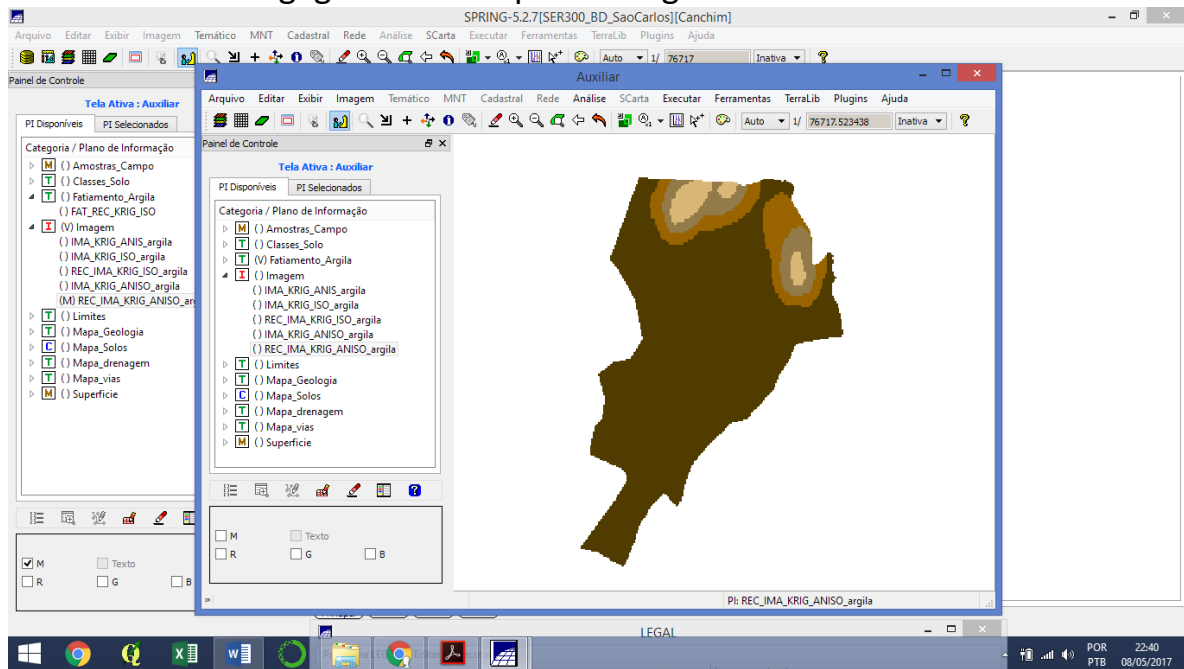 SPRING-5.2.7[SER300_BD_SaoCarlos][Canchim]
Arquivo Editar Exibir Imagem Temático MNT Cadastral Rede Análise SCarta Executar Ferramentas TerraLib Plugins Ajuda
Auto 1/ 76717 Inativa
Painel de Controle
Tela Ativa : Auxiliar
PI Disponíveis PI Selecionados
Categoria / Plano de Informação
M () Amostras_Campo
T () Classes_Solo
T () Fatiamento_Argila
() FAT_REC_KRIG_ISO
I (V) Imagem
() IMA_KRIG_ANIS_argila
() IMA_KRIG_ISO_argila
() REC_IMA_KRIG_ISO_argila
() IMA_KRIG_ANISO_argila
(M) REC_IMA_KRIG_ANISO_ar
T () Limites
T () Mapa_Geologia
C () Mapa_Solos
T () Mapa_drenagem
T () Mapa_vias
M () Superficie
M Texto
R G B
Auxiliar
Arquivo Editar Exibir Imagem Temático MNT Cadastral Rede Análise SCarta Executar Ferramentas TerraLib Plugins Ajuda
Auto 1/ 76717.523438 Inativa
Painel de Controle
Tela Ativa : Auxiliar
PI Disponíveis PI Selecionados
Categoria / Plano de Informação
M () Amostras_Campo
T () Classes_Solo
T (V) Fatiamento_Argila
I () Imagem
() IMA_KRIG_ANIS_argila
() IMA_KRIG_ISO_argila
() REC_IMA_KRIG_ISO_argila
() IMA_KRIG_ANISO_argila
() REC_IMA_KRIG_ANISO_argila
T () Limites
T () Mapa_Geologia
C () Mapa_Solos
T () Mapa_drenagem
T () Mapa_vias
M () Superficie
M Texto
R G B
PI: REC_IMA_KRIG_ANISO_argila
LEGAL
POR 22:40
PTB 08/05/2017